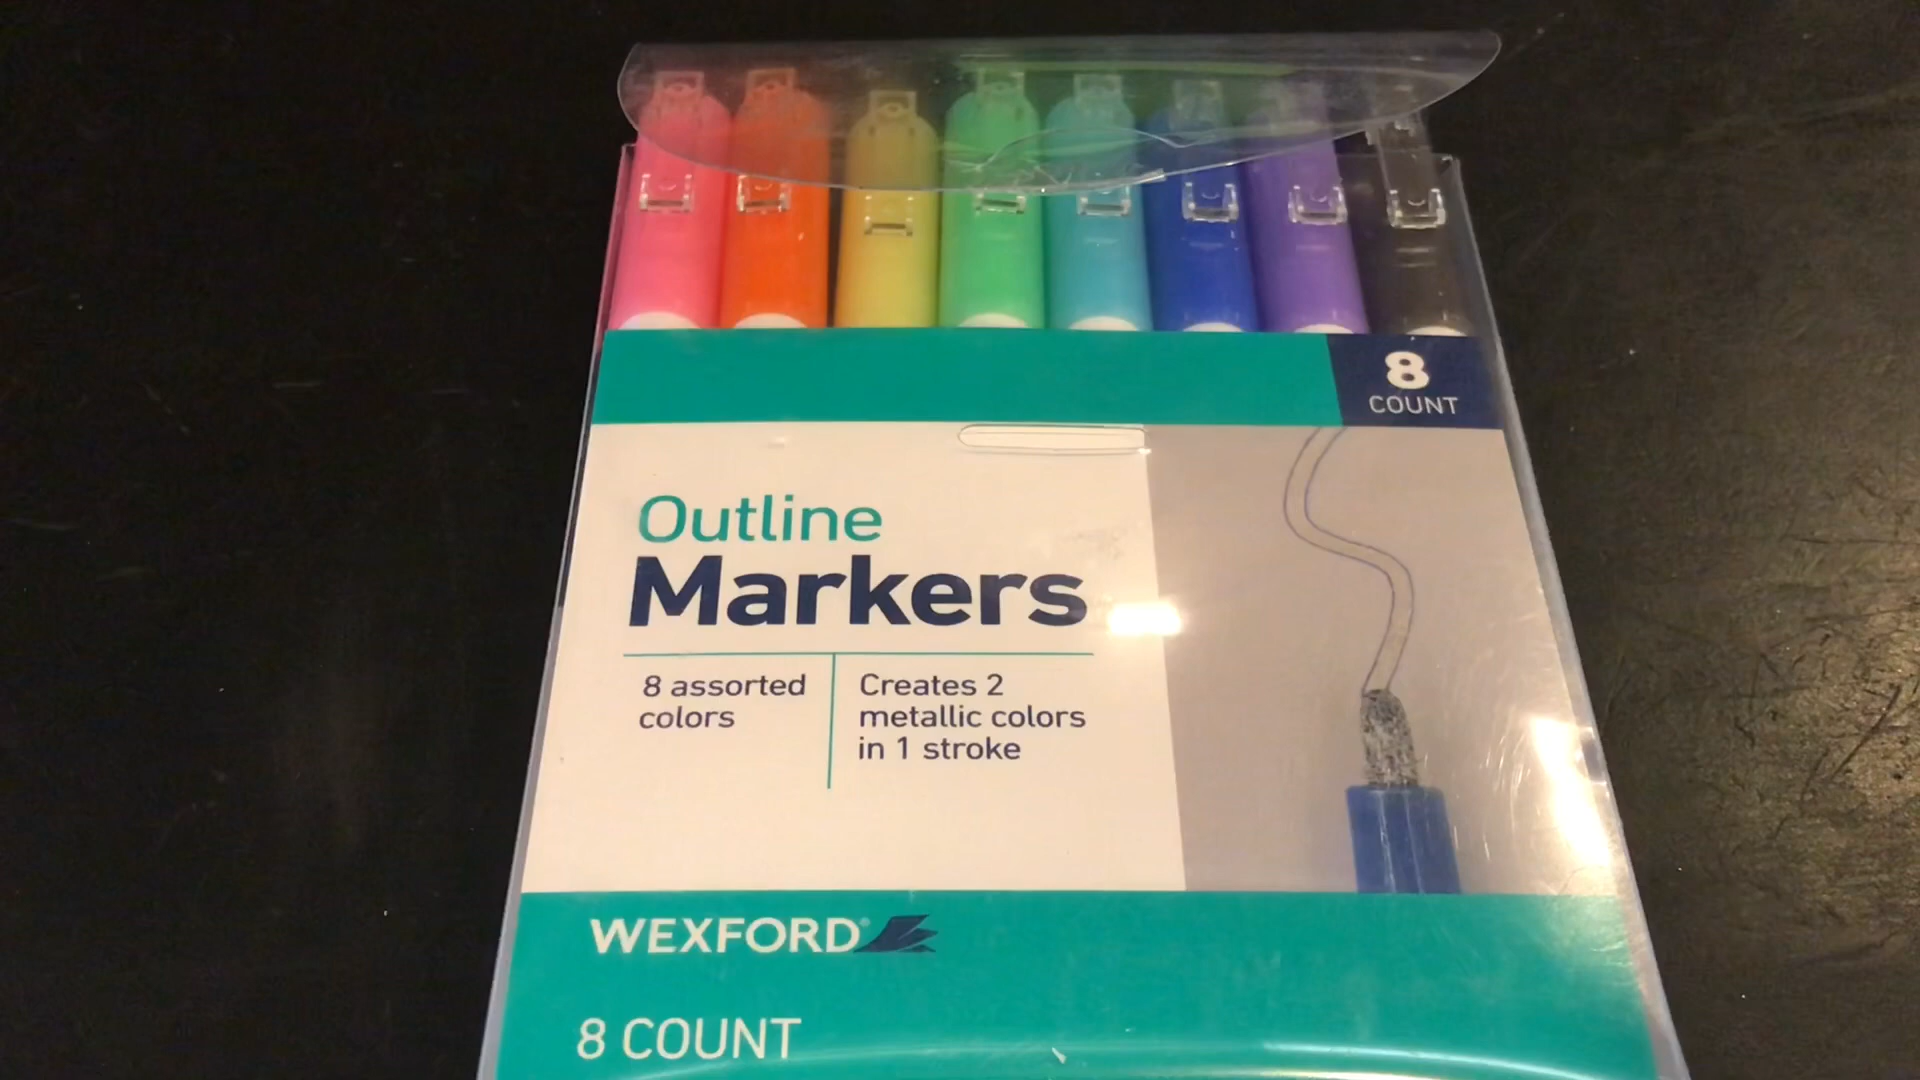 8
COUNT
Outline
Markers
8 assorted
colors
Creates 2
metallic colors
in 1 stroke
WEXFORD®
8 COUNT